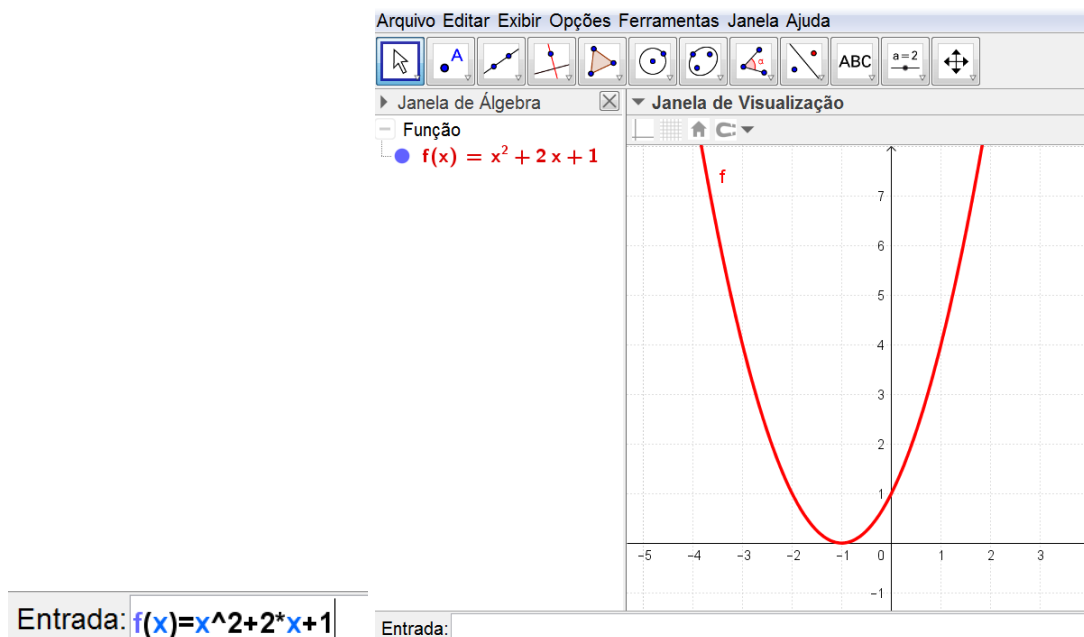 Arquivo Editar Exibir Opções Ferramentas Janela Ajuda
A
α
ABC
a=2
Janela de Álgebra
Janela de Visualização
Função
f(x) = x² + 2 x + 1
f
7
6
5
4
3
2
1
-5 -4 -3 -2 -1 0 1 2 3
-1
Entrada: f(x)=x^2+2*x+1
Entrada: